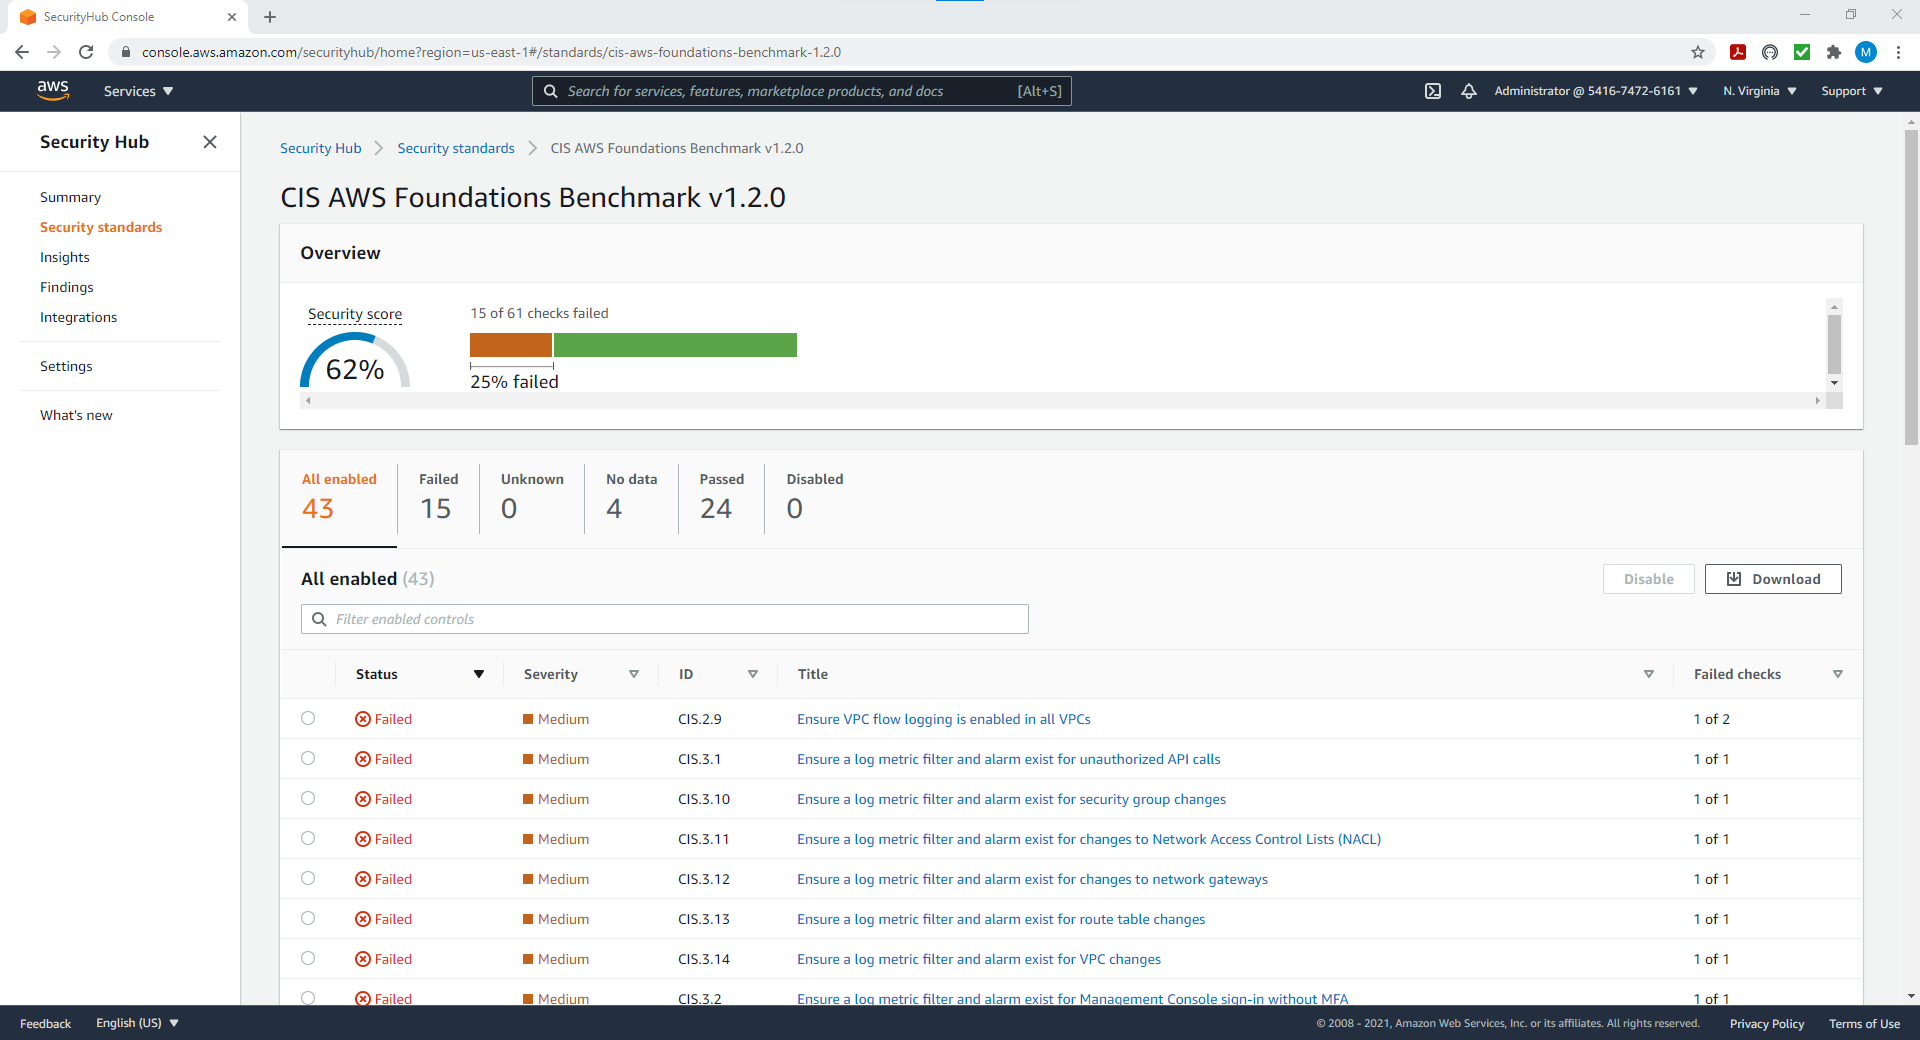 SecurityHub Console
console.aws.amazon.com/securityhub/home?region=us-east-1#/standards/cis-aws-foundations-benchmark-1.2.0
M
aws
Services
Search for services, features, marketplace products, and docs [Alt+S]
Administrator @ 5416-7472-6161
N. Virginia
Support
Security Hub
Summary
Security standards
Insights
Findings
Integrations
Settings
What's new
Security Hub
Security standards
CIS AWS Foundations Benchmark v1.2.0
CIS AWS Foundations Benchmark v1.2.0
Overview
Security score
62%
15 of 61 checks failed
25% failed
All enabled
43
Failed
15
Unknown
0
No data
4
Passed
24
Disabled
0
All enabled (43)
Disable
Download
Filter enabled controls
Status Severity ID Title Failed checks
Failed Medium CIS.2.9 Ensure VPC flow logging is enabled in all VPCs 1 of 2
Failed Medium CIS.3.1 Ensure a log metric filter and alarm exist for unauthorized API calls 1 of 1
Failed Medium CIS.3.10 Ensure a log metric filter and alarm exist for security group changes 1 of 1
Failed Medium CIS.3.11 Ensure a log metric filter and alarm exist for changes to Network Access Control Lists (NACL) 1 of 1
Failed Medium CIS.3.12 Ensure a log metric filter and alarm exist for changes to network gateways 1 of 1
Failed Medium CIS.3.13 Ensure a log metric filter and alarm exist for route table changes 1 of 1
Failed Medium CIS.3.14 Ensure a log metric filter and alarm exist for VPC changes 1 of 1
Failed Medium CIS.3.2 Ensure a log metric filter and alarm exist for Management Console sign-in without MFA 1 of 1
Feedback
English (US)
© 2008 - 2021, Amazon Web Services, Inc. or its affiliates. All rights reserved.
Privacy Policy
Terms of Use